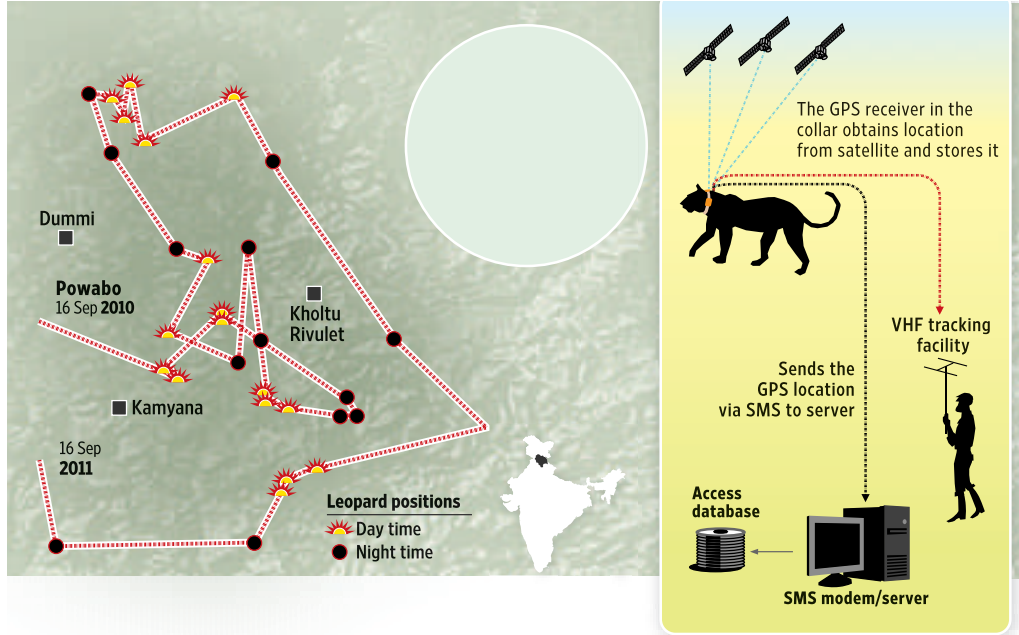 Dummi
Powabo
16 Sep 2010
Kholtu
Rivulet
Kamyana
16 Sep
2011
Leopard positions
Day time
Night time
The GPS receiver in the
collar obtains location
from satellite and stores it
VHF tracking
facility
Sends the
GPS location
via SMS to server
Access
database
SMS modem/server